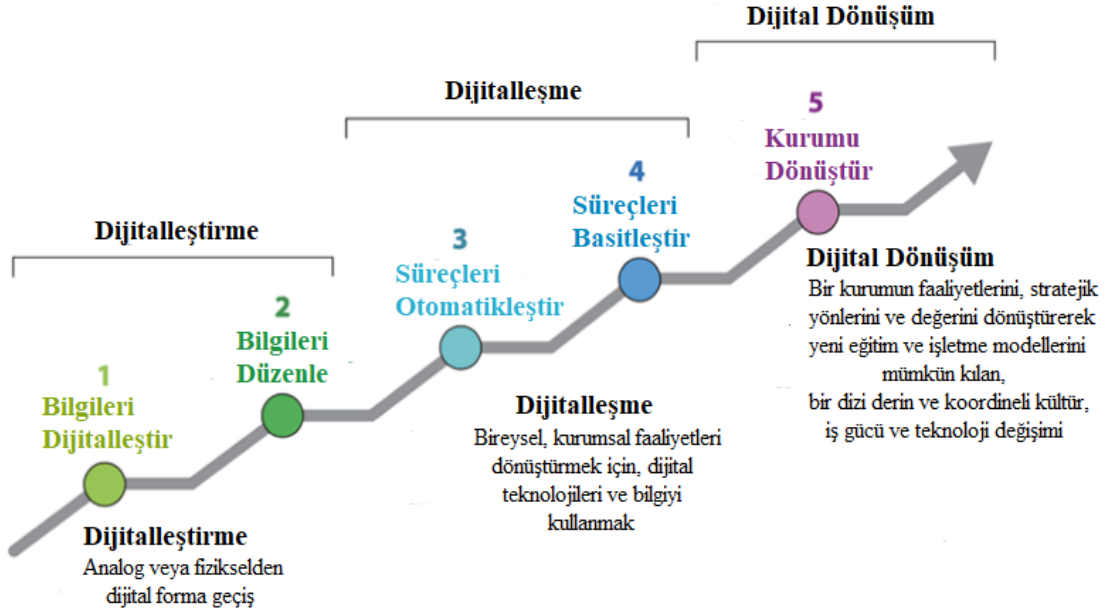 Dijital Dönüşüm
Dijitalleşme
5
Kurumu
Dönüştür
4
Süreçleri
Basitleştir
Dijitalleştirme
3
Süreçleri
Otomatikleştir
Dijital Dönüşüm
Bir kurumun faaliyetlerini, stratejik
yönlerini ve değerini dönüştürerek
yeni eğitim ve işletme modellerini
mümkün kılan,
bir dizi derin ve koordineli kültür,
iş gücü ve teknoloji değişimi
2
Bilgileri
Düzenle
1
Bilgileri
Dijitalleştir
Dijitalleşme
Bireysel, kurumsal faaliyetleri
dönüştürmek için, dijital
teknolojileri ve bilgiyi
kullanmak
Dijitalleştirme
Analog veya fizikselden
dijital forma geçiş